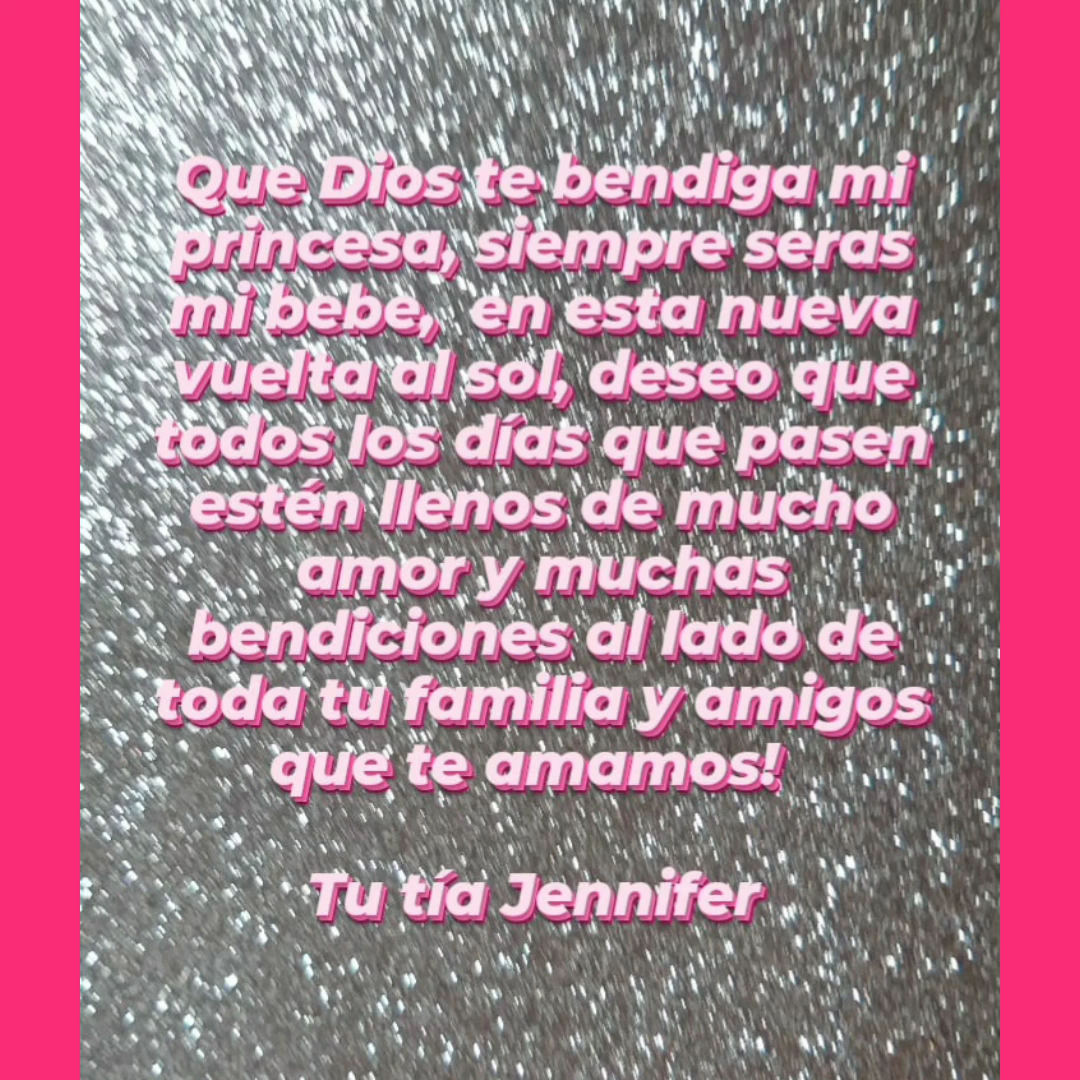 Que Dios te bendiga mi
princesa, siempre seras
mi bebe, en esta nueva
vuelta al sol, deseo que
todos los días que pasen
estén llenos de mucho
amor y muchas
bendiciones al lado de
toda tu familia y amigos
que te amamos!
Tu tía Jennifer